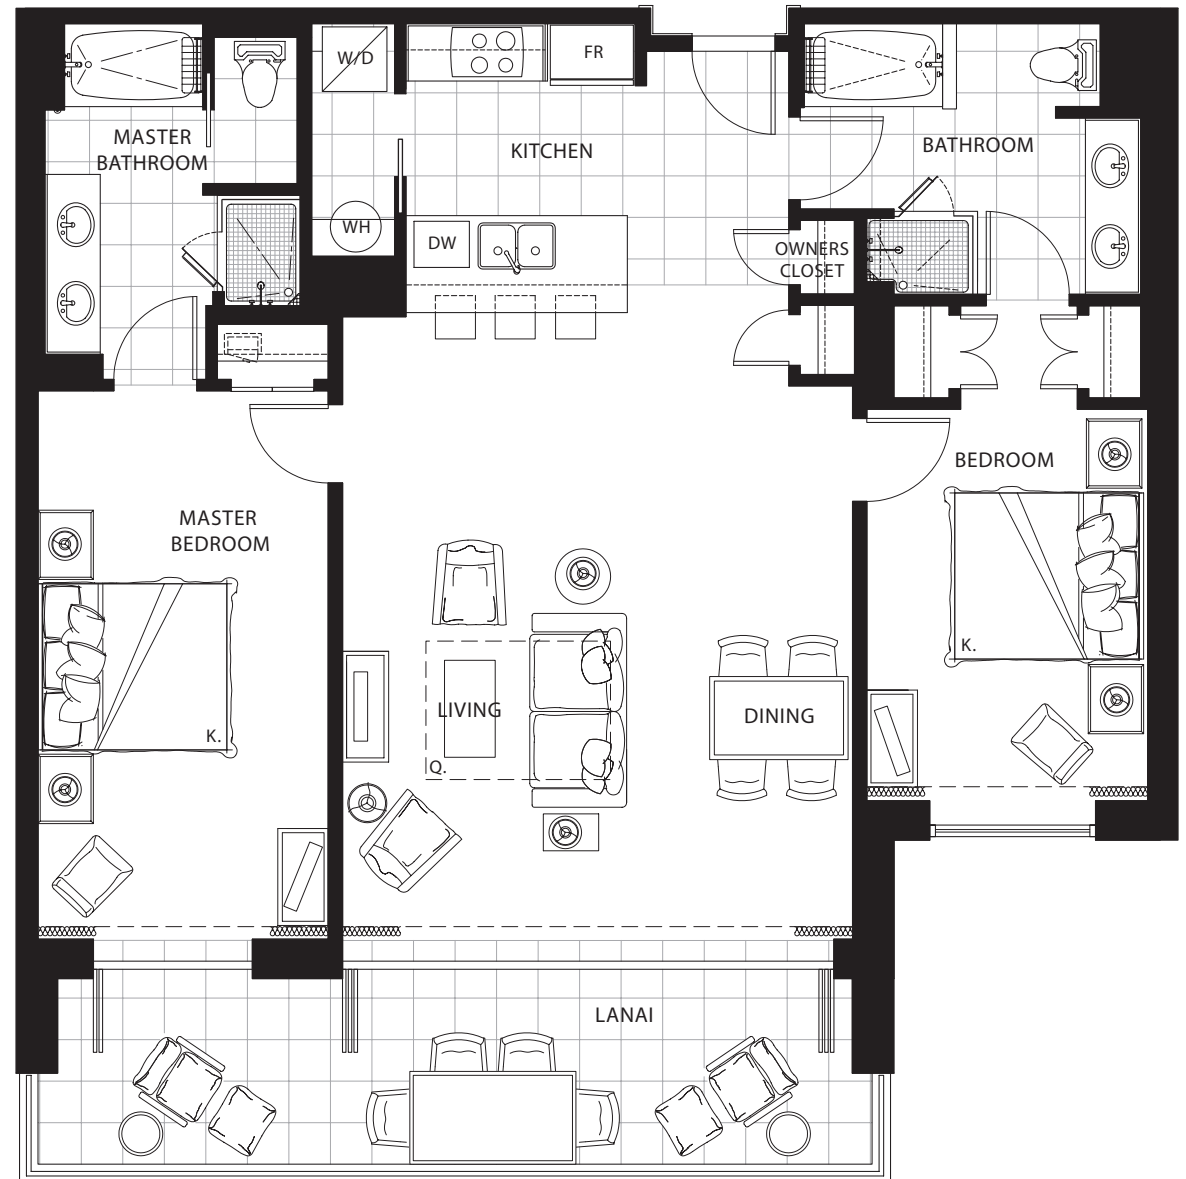 W/D
FR
MASTER
BATHROOM
KITCHEN
BATHROOM
WH
DW
OWNERS
CLOSET
BEDROOM
MASTER
BEDROOM
K.
K.
LIVING
DINING
Q.
LANAI